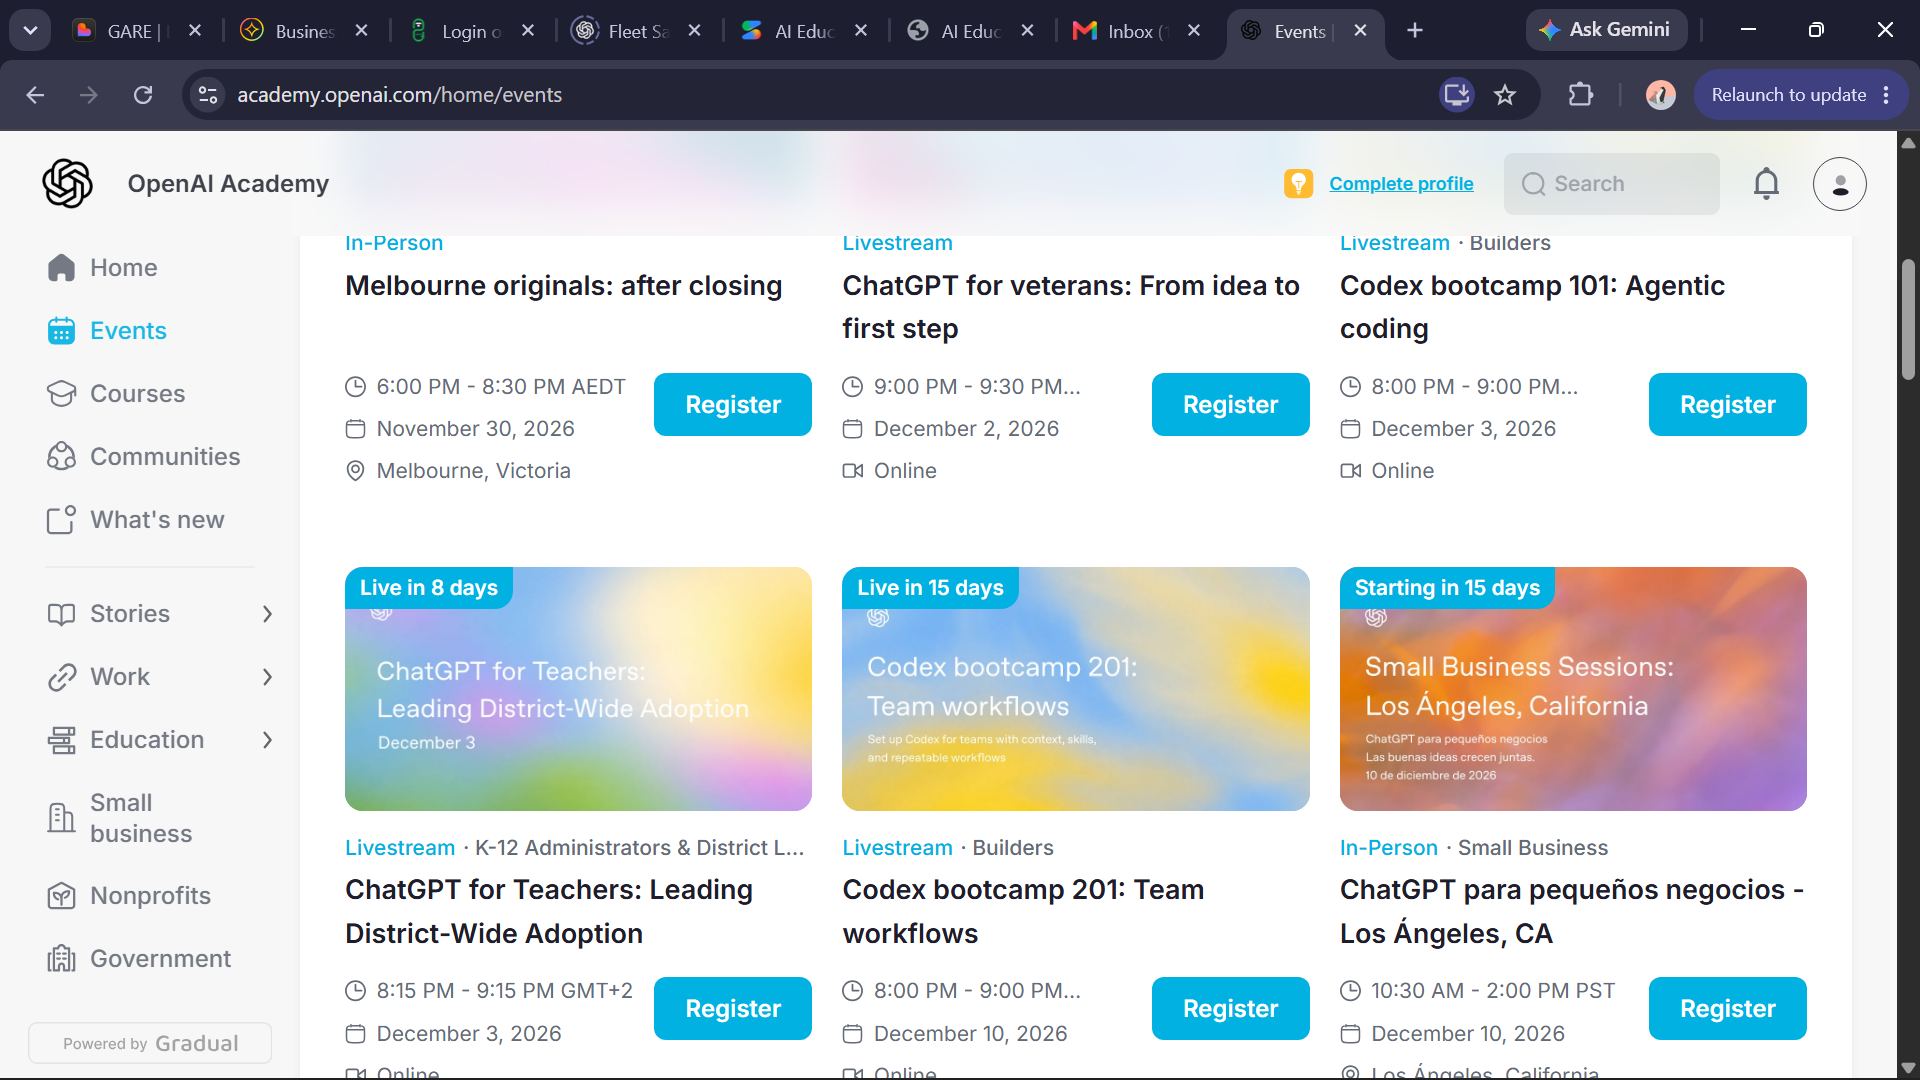 GARE |
Busines
Login o
Fleet Sa
AI Educ
AI Educ
Inbox (1
Events |
Ask Gemini
academy.openai.com/home/events
Relaunch to update
OpenAI Academy
Complete profile
Search
Home
Events
Courses
Communities
What's new
Stories
Work
Education
Small
business
Nonprofits
Government
Powered by Gradual
In-Person
Melbourne originals: after closing
6:00 PM - 8:30 PM AEDT
Register
November 30, 2026
Melbourne, Victoria
Livestream
ChatGPT for veterans: From idea to
first step
9:00 PM - 9:30 PM...
Register
December 2, 2026
Online
Livestream · Builders
Codex bootcamp 101: Agentic
coding
8:00 PM - 9:00 PM...
Register
December 3, 2026
Online
Live in 8 days
ChatGPT for Teachers:
Leading District-Wide Adoption
December 3
Livestream · K-12 Administrators & District L...
ChatGPT for Teachers: Leading
District-Wide Adoption
8:15 PM - 9:15 PM GMT+2
Register
December 3, 2026
Online
Live in 15 days
Codex bootcamp 201:
Team workflows
Set up Codex for teams with context, skills,
and repeatable workflows
Livestream · Builders
Codex bootcamp 201: Team
workflows
8:00 PM - 9:00 PM...
Register
December 10, 2026
Online
Starting in 15 days
Small Business Sessions:
Los Ángeles, California
ChatGPT para pequeños negocios
Las buenas ideas crecen juntas.
10 de diciembre de 2026
In-Person · Small Business
ChatGPT para pequeños negocios -
Los Ángeles, CA
10:30 AM - 2:00 PM PST
Register
December 10, 2026
Los Ángeles, California